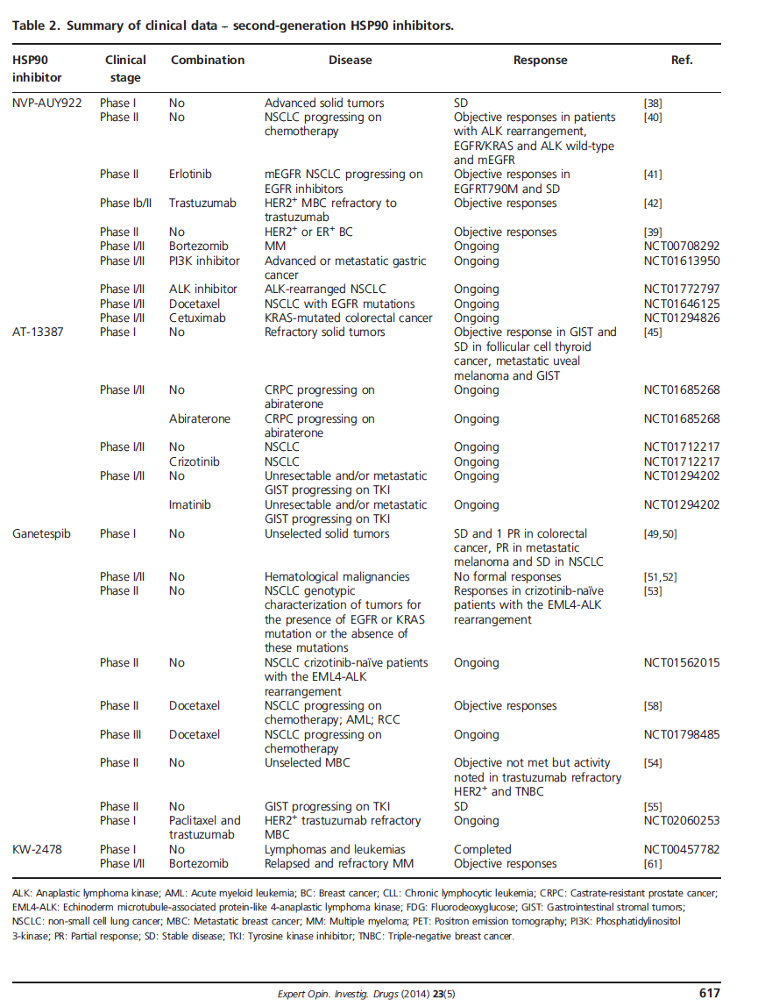 Table 2. Summary of clinical data – second-generation HSP90 inhibitors.
HSP90 inhibitor Clinical stage Combination Disease Response Ref.
NVP-AUY922 Phase I No Advanced solid tumors SD [38]
Phase II No NSCLC progressing on Objective responses in patients [40]
chemotherapy with ALK rearrangement,
EGFR/KRAS and ALK wild-type
and mEGFR
Phase II Erlotinib mEGFR NSCLC progressing on Objective responses in [41]
EGFR inhibitors EGFRT790M and SD
Phase Ib/II Trastuzumab HER2+ MBC refractory to Objective responses [42]
trastuzumab
Phase II No HER2+ or ER+ BC Objective responses [39]
Phase I/II Bortezomib MM Ongoing NCT00708292
Phase I/II PI3K inhibitor Advanced or metastatic gastric Ongoing NCT01613950
cancer
Phase I/II ALK inhibitor ALK-rearranged NSCLC Ongoing NCT01772797
Phase I/II Docetaxel NSCLC with EGFR mutations Ongoing NCT01646125
Phase I/II Cetuximab KRAS-mutated colorectal cancer Ongoing NCT01294826
AT-13387 Phase I No Refractory solid tumors Objective response in GIST and [45]
SD in follicular cell thyroid
cancer, metastatic uveal
melanoma and GIST
Phase I/II No CRPC progressing on Ongoing NCT01685268
abiraterone
Abiraterone CRPC progressing on Ongoing NCT01685268
abiraterone
Phase I/II No NSCLC Ongoing NCT01712217
Crizotinib NSCLC Ongoing NCT01712217
Phase I/II No Unresectable and/or metastatic Ongoing NCT01294202
GIST progressing on TKI
Imatinib Unresectable and/or metastatic Ongoing NCT01294202
GIST progressing on TKI
Ganetespib Phase I No Unselected solid tumors SD and 1 PR in colorectal [49,50]
cancer, PR in metastatic
melanoma and SD in NSCLC
Phase I/II No Hematological malignancies No formal responses [51,52]
Phase II No NSCLC genotypic Responses in crizotinib-naïve [53]
characterization of tumors for patients with the EML4-ALK
the presence of EGFR or KRAS rearrangement
mutation or the absence of
these mutations
Phase II No NSCLC crizotinib-naïve patients Ongoing NCT01562015
with the EML4-ALK
rearrangement
Phase II Docetaxel NSCLC progressing on Objective responses [58]
chemotherapy; AML; RCC
Phase III Docetaxel NSCLC progressing on Ongoing NCT01798485
chemotherapy
Phase II No Unselected MBC Objective not met but activity [54]
noted in trastuzumab refractory
HER2+ and TNBC
Phase II No GIST progressing on TKI SD [55]
Phase I Paclitaxel and HER2+ trastuzumab refractory Ongoing NCT02060253
trastuzumab MBC
KW-2478 Phase I No Lymphomas and leukemias Completed NCT00457782
Phase I/II Bortezomib Relapsed and refractory MM Objective responses [61]
ALK: Anaplastic lymphoma kinase; AML: Acute myeloid leukemia; BC: Breast cancer; CLL: Chronic lymphocytic leukemia; CRPC: Castrate-resistant prostate cancer;
EML4-ALK: Echinoderm microtubule-associated protein-like 4-anaplastic lymphoma kinase; FDG: Fluorodeoxyglucose; GIST: Gastrointestinal stromal tumors;
NSCLC: non-small cell lung cancer; MBC: Metastatic breast cancer; MM: Multiple myeloma; PET: Positron emission tomography; PI3K: Phosphatidylinositol
3-kinase; PR: Partial response; SD: Stable disease; TKI: Tyrosine kinase inhibitor; TNBC: Triple-negative breast cancer.
Expert Opin. Investig. Drugs (2014) 23(5) 617